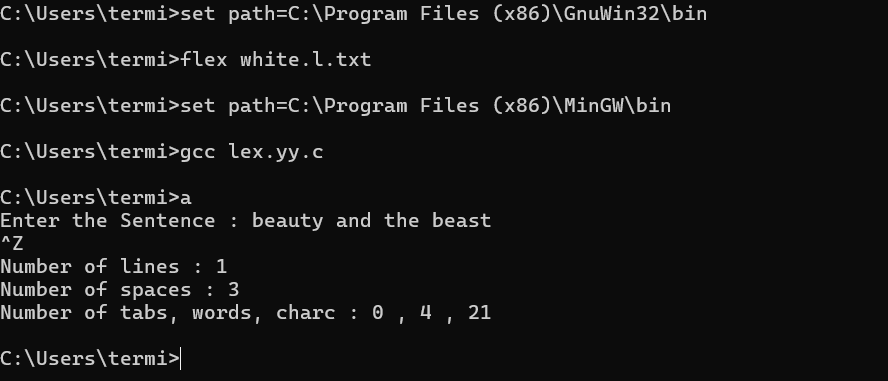 C:\Users\termi>set path=C:\Program Files (x86)\GnuWin32\bin
C:\Users\termi>flex white.l.txt
C:\Users\termi>set path=C:\Program Files (x86)\MinGW\bin
C:\Users\termi>gcc lex.yy.c
C:\Users\termi>a
Enter the Sentence : beauty and the beast
^Z
Number of lines : 1
Number of spaces : 3
Number of tabs, words, charc : 0 , 4 , 21
C:\Users\termi>